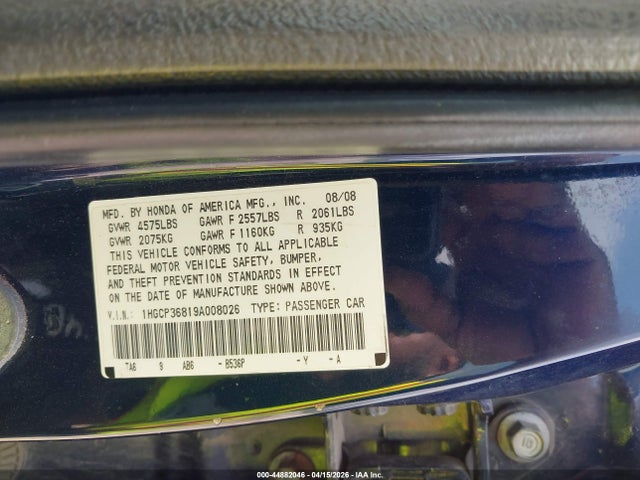 MFD. BY HONDA OF AMERICA MFG., INC. 08/08
GVWR 4575LBS GAWR F 2557LBS R 2061LBS
GVWR 2075KG GAWR F 1160KG R 935KG
THIS VEHICLE CONFORMS TO ALL APPLICABLE
FEDERAL MOTOR VEHICLE SAFETY, BUMPER,
AND THEFT PREVENTION STANDARDS IN EFFECT
ON THE DATE OF MANUFACTURE SHOWN ABOVE.
V.I.N.: 1HGCP36819A008026 TYPE: PASSENGER CAR
TA6 9 AB6 - B536P - Y - A
000-44882046 - 04/15/2026 - IAA Inc.